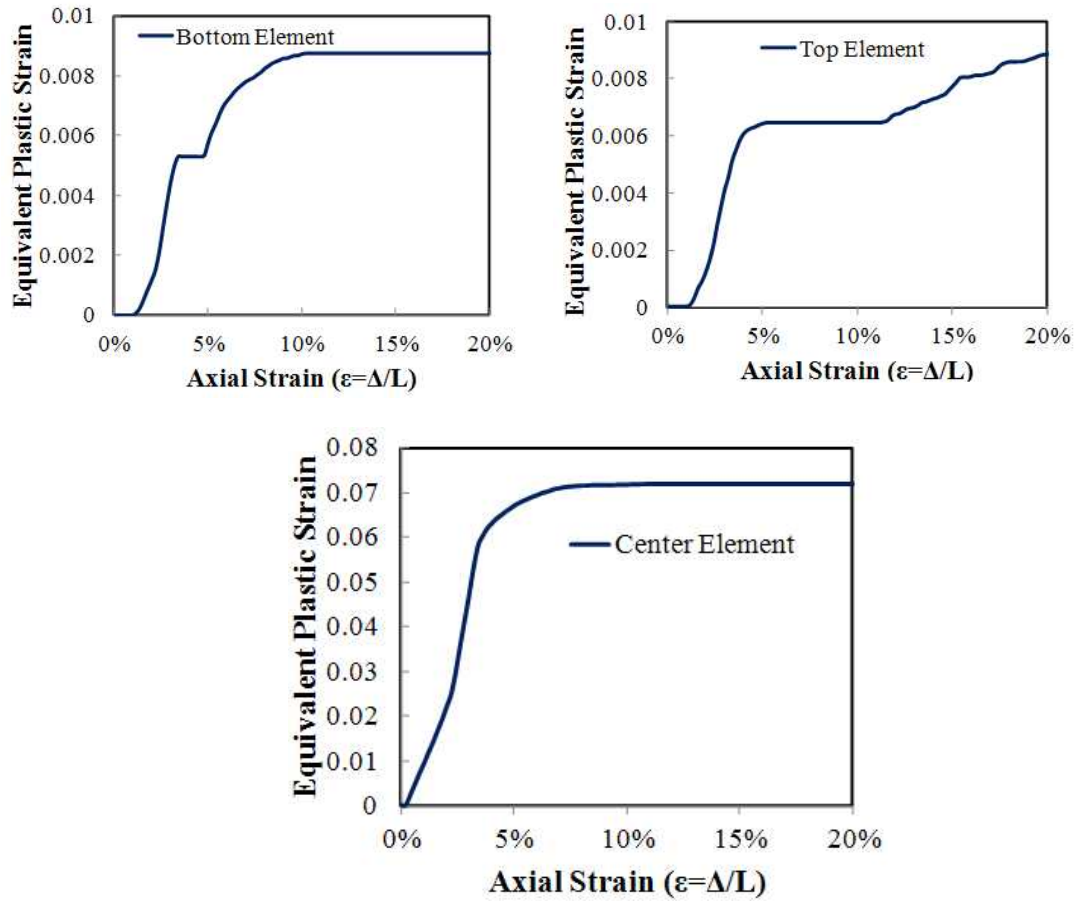 Bottom Element
Equivalent Plastic Strain
0.01
0.008
0.006
0.004
0.002
0
0% 5% 10% 15% 20%
Axial Strain (ε=Δ/L)
Top Element
Equivalent Plastic Strain
0.01
0.008
0.006
0.004
0.002
0
0% 5% 10% 15% 20%
Axial Strain (ε=Δ/L)
Center Element
Equivalent Plastic Strain
0.08
0.07
0.06
0.05
0.04
0.03
0.02
0.01
0
0% 5% 10% 15% 20%
Axial Strain (ε=Δ/L)